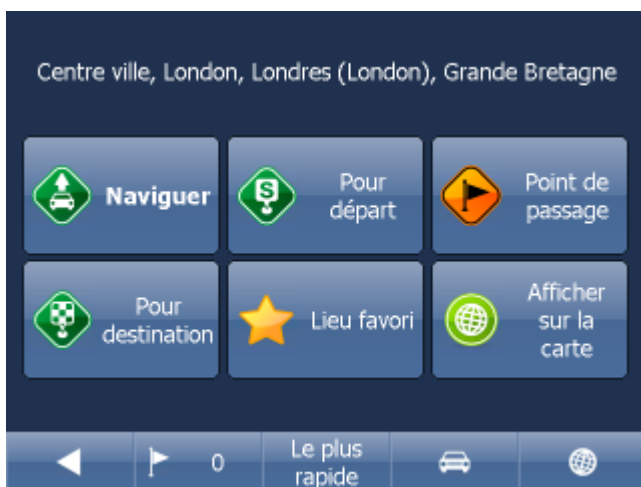 Centre ville, London, Londres (London), Grande Bretagne
Naviguer
S
Pour
départ
Point de
passage
Pour
destination
Lieu favori
Afficher
sur la
carte
0
Le plus
rapide